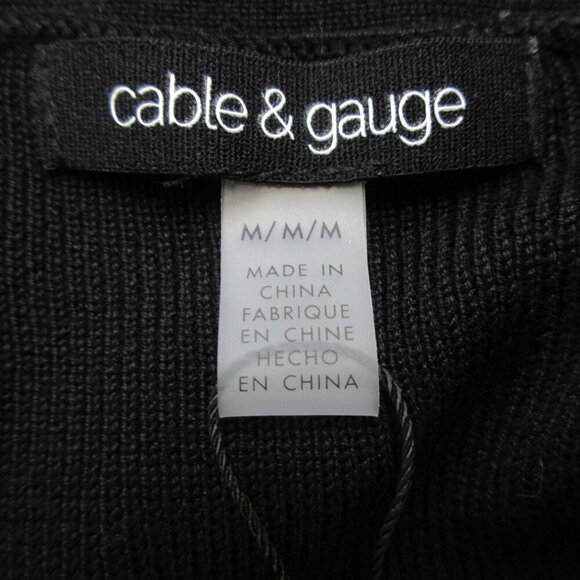 cable & gauge
M/M/M
MADE IN
CHINA
FABRIQUE
EN CHINE
HECHO
EN CHINA